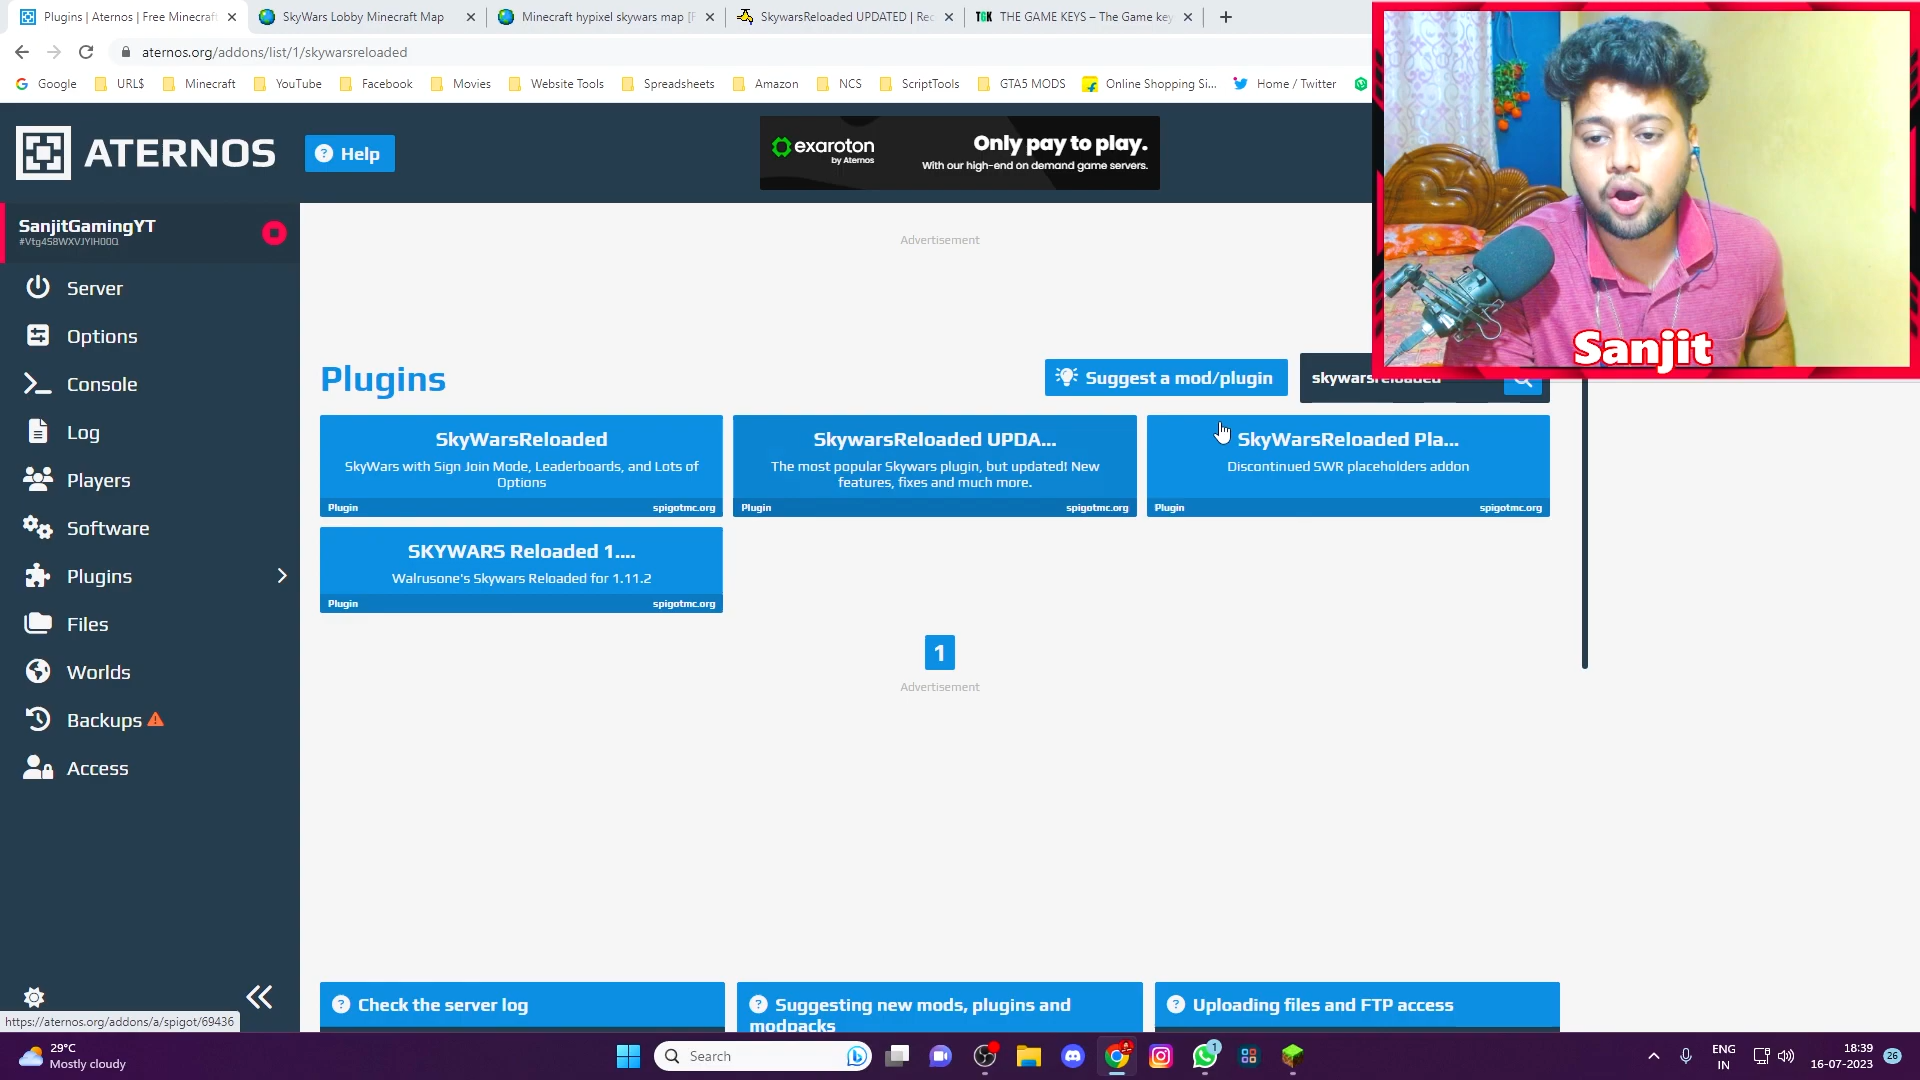 Plugins | Aternos | Free Minecraft
SkyWars Lobby Minecraft Map
Minecraft hypixel skywars map [F
SkywarsReloaded UPDATED | Rec
TGK THE GAME KEYS – The Game key
aternos.org/addons/list/1/skywarsreloaded
Google
URL$
Minecraft
YouTube
Facebook
Movies
Website Tools
Spreadsheets
Amazon
NCS
ScriptTools
GTA5 MODS
Online Shopping Si...
Home / Twitter
ATERNOS
Help
exaroton
by Aternos
Only pay to play.
With our high-end on demand game servers.
Sanjit
SanjitGamingYT
Server
Options
Console
Log
Players
Software
Plugins
Files
Worlds
Backups
Access
Advertisement
Plugins
Suggest a mod/plugin
skywarsreloaded
SkyWarsReloaded
SkyWars with Sign Join Mode, Leaderboards, and Lots of
Options
Plugin spigotmc.org
SkywarsReloaded UPDA...
The most popular Skywars plugin, but updated! New
features, fixes and much more.
Plugin spigotmc.org
SkyWarsReloaded Pla...
Discontinued SWR placeholders addon
Plugin spigotmc.org
SKYWARS Reloaded 1....
Walrusone's Skywars Reloaded for 1.11.2
Plugin spigotmc.org
1
Advertisement
Check the server log
Suggesting new mods, plugins and
modpacks
Uploading files and FTP access
https://aternos.org/addons/a/spigot/69436
29°C
Mostly cloudy
Search
1
ENG
IN
18:39
16-07-2023
26